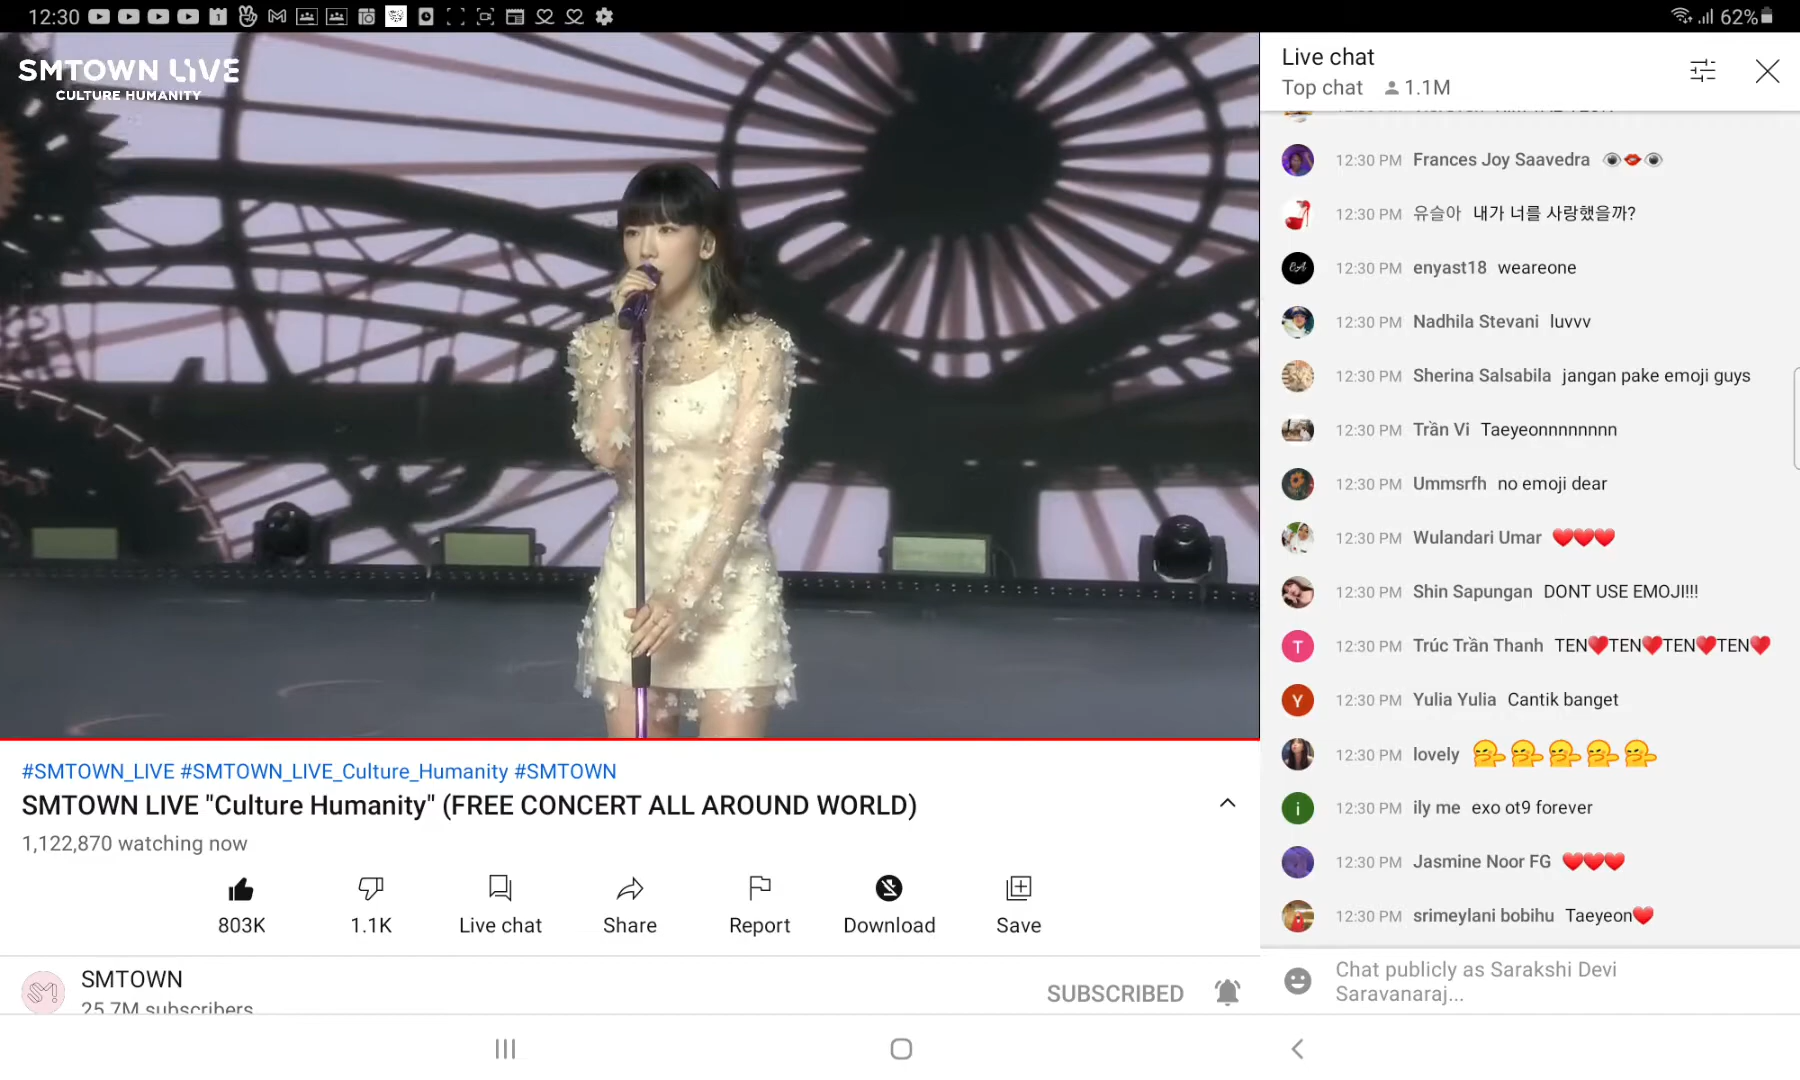 12:30
62%
SMTOWN LIVE
CULTURE HUMANITY
#SMTOWN_LIVE #SMTOWN_LIVE_Culture_Humanity #SMTOWN
SMTOWN LIVE "Culture Humanity" (FREE CONCERT ALL AROUND WORLD)
1,122,870 watching now
803K
1.1K
Live chat
Share
Report
Download
Save
SMTOWN
25.7M subscribers
SUBSCRIBED
Live chat
Top chat 1.1M
12:30 PM Frances Joy Saavedra 👁️💋👁️
12:30 PM 유슬아 내가 너를 사랑했을까?
12:30 PM enyast18 weareone
12:30 PM Nadhila Stevani luvvv
12:30 PM Sherina Salsabila jangan pake emoji guys
12:30 PM Trần Vi Taeyeonnnnnnnn
12:30 PM Ummsrfh no emoji dear
12:30 PM Wulandari Umar ❤️❤️❤️
12:30 PM Shin Sapungan DONT USE EMOJI!!!
T
12:30 PM Trúc Trần Thanh TEN♥️TEN♥️TEN♥️TEN♥️
Y
12:30 PM Yulia Yulia Cantik banget
12:30 PM lovely
i
12:30 PM ily me exo ot9 forever
12:30 PM Jasmine Noor FG ❤️❤️❤️
12:30 PM srimeylani bobihu Taeyeon❤️
Chat publicly as Sarakshi Devi
Saravanaraj...